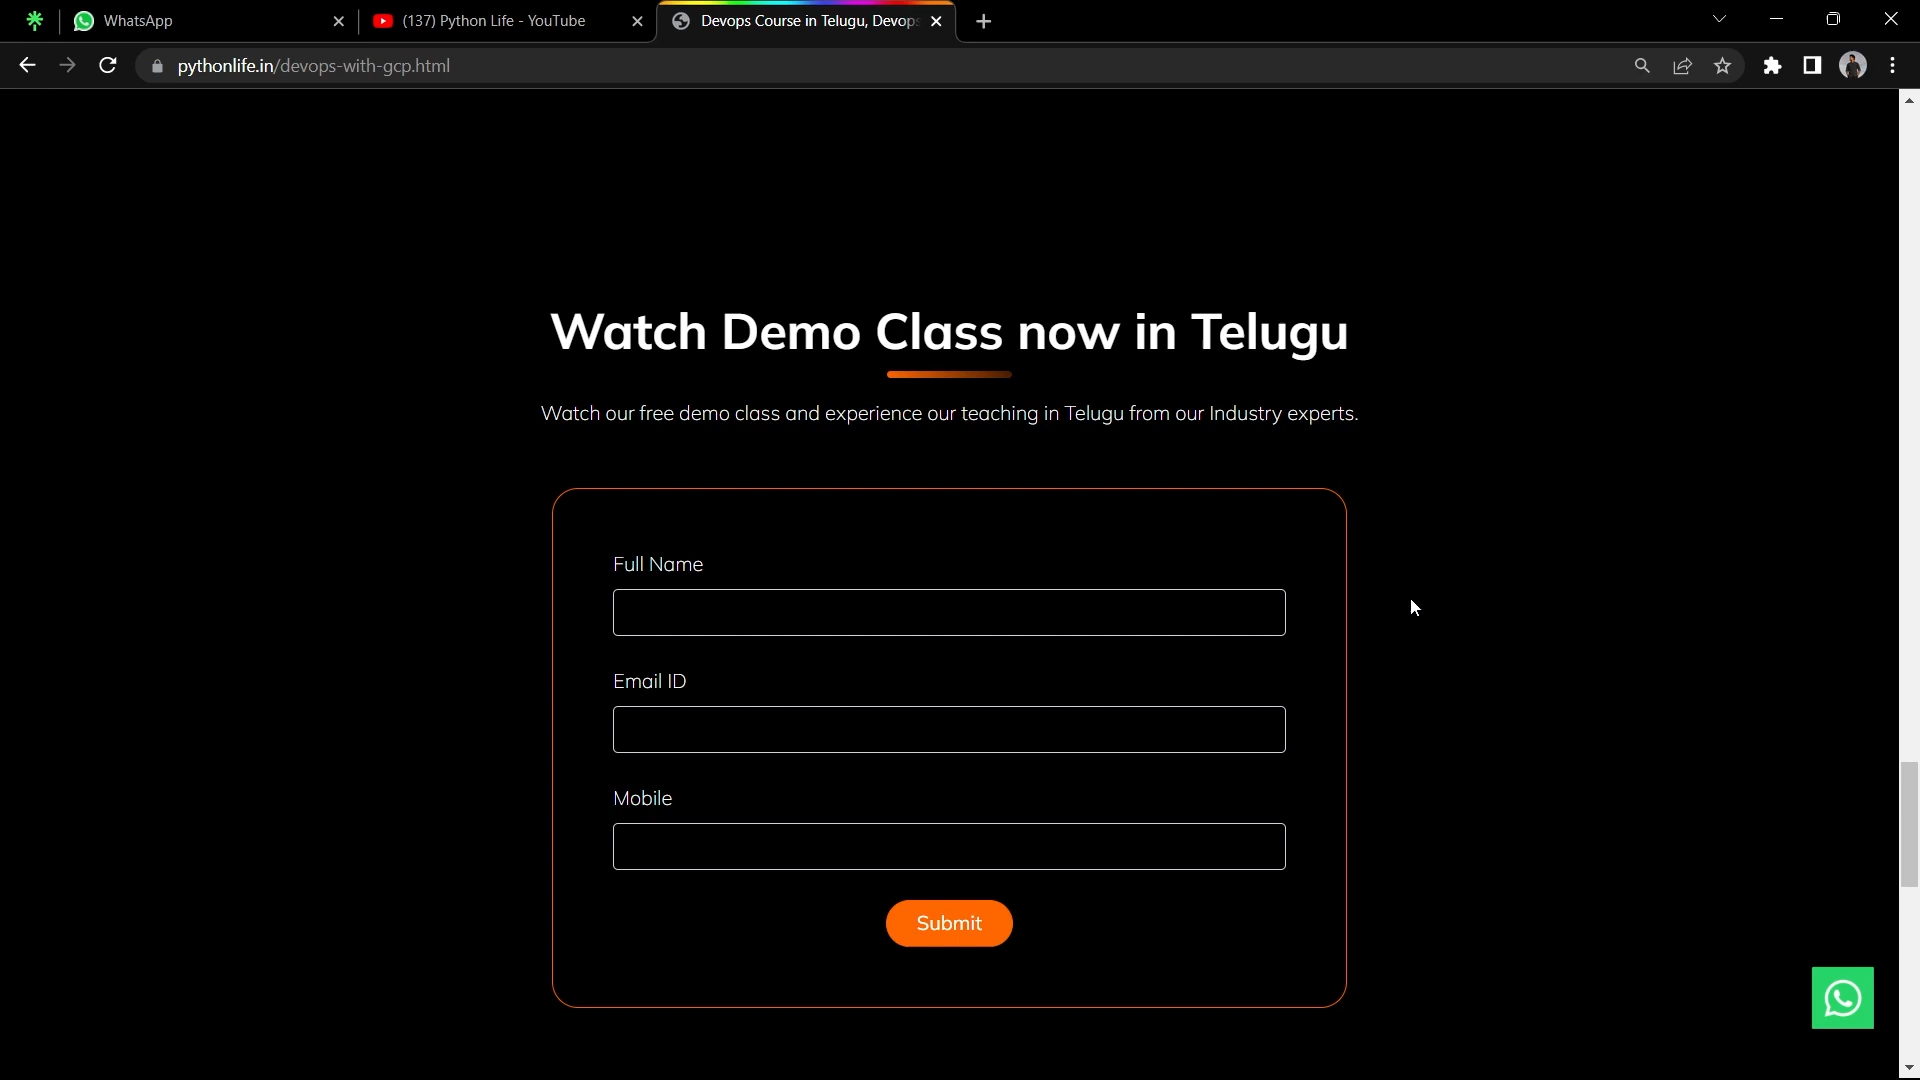 WhatsApp
(137) Python Life - YouTube
Devops Course in Telugu, Devops
pythonlife.in/devops-with-gcp.html
Watch Demo Class now in Telugu
Watch our free demo class and experience our teaching in Telugu from our Industry experts.
Full Name
Email ID
Mobile
Submit